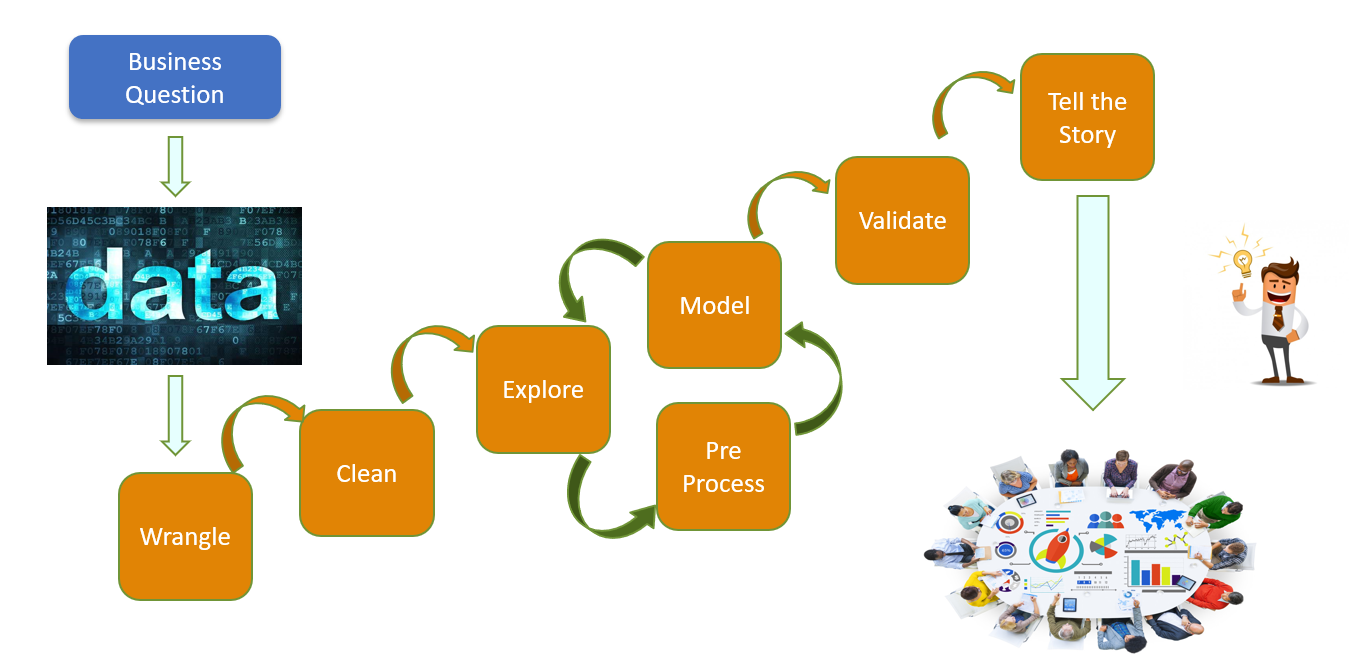 Business
Question
data
Wrangle
Clean
Explore
Pre
Process
Model
Validate
Tell the
Story